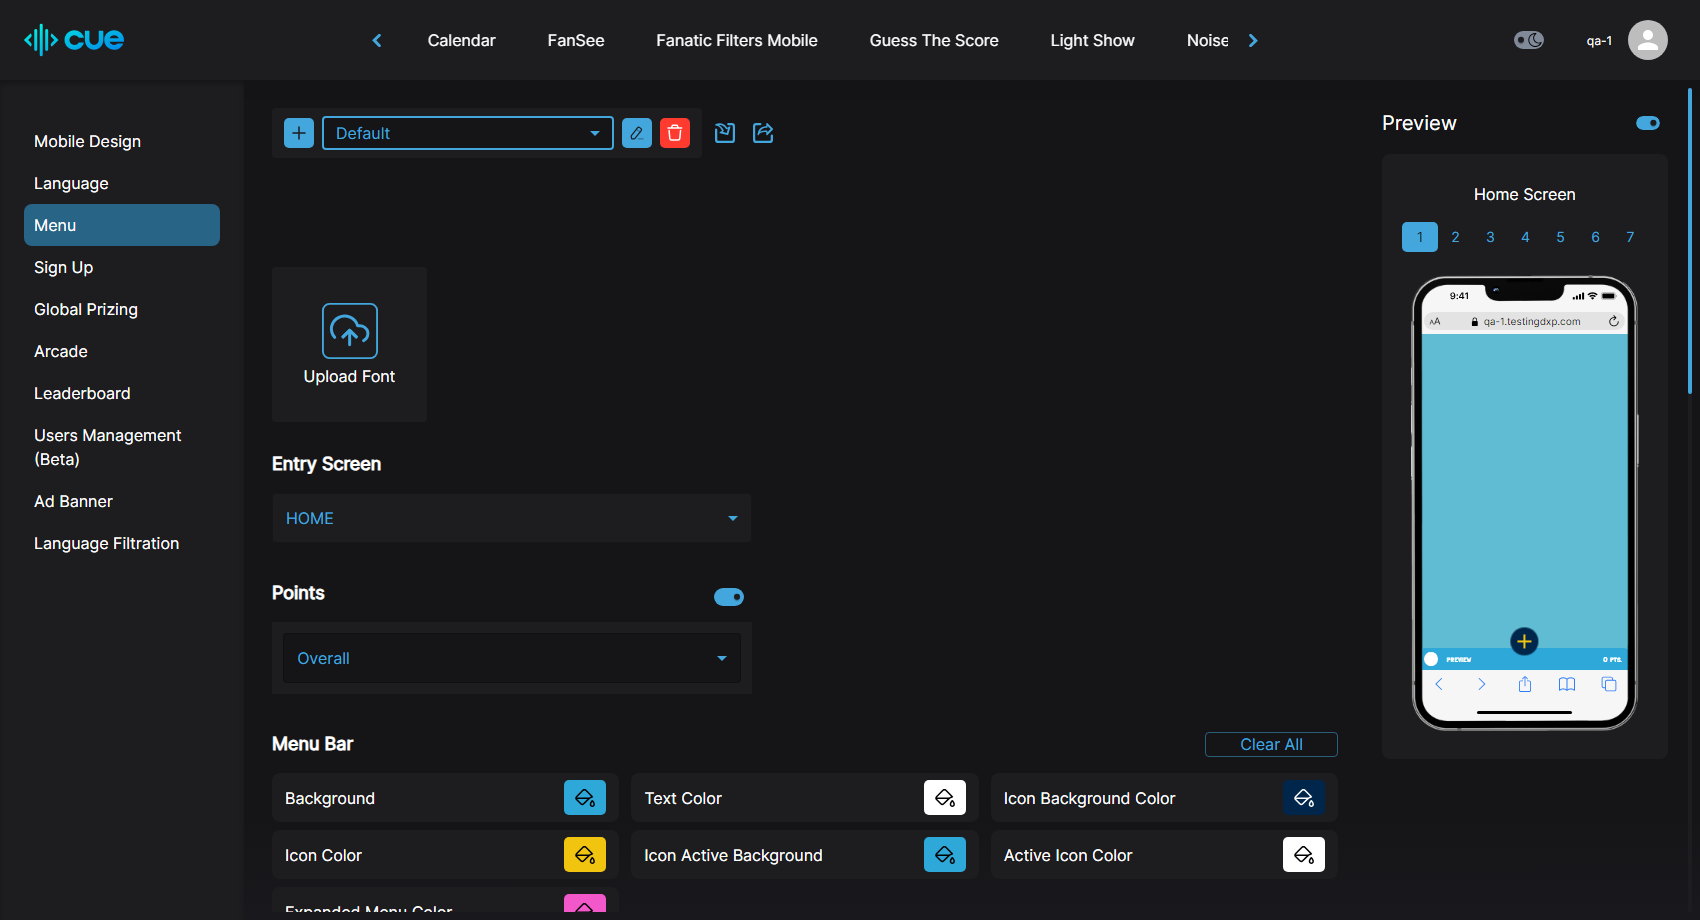 cue
Calendar
FanSee
Fanatic Filters Mobile
Guess The Score
Light Show
Noise
qa-1
Mobile Design
Language
Menu
Sign Up
Global Prizing
Arcade
Leaderboard
Users Management
(Beta)
Ad Banner
Language Filtration
Default
Upload Font
Entry Screen
HOME
Points
Overall
Menu Bar
Clear All
Background
Text Color
Icon Background Color
Icon Color
Icon Active Background
Active Icon Color
Expanded Menu Color
Preview
Home Screen
1 2 3 4 5 6 7
9:41
AA qa-1.testingdxp.com
PREVIEW
0 PTS.